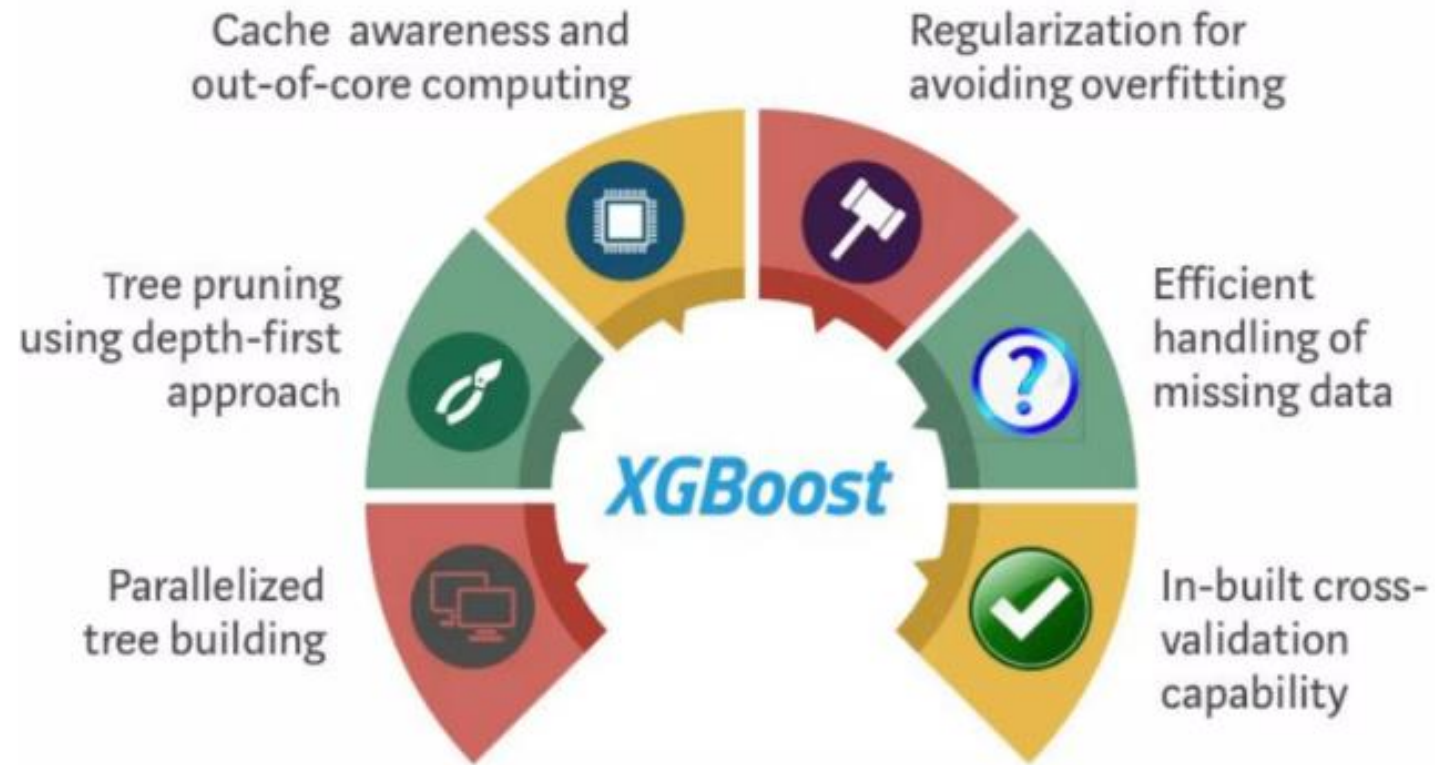 Cache awareness and
out-of-core computing
Regularization for
avoiding overfitting
Tree pruning
using depth-first
approach
Efficient
handling of
missing data
XGBoost
Parallelized
tree building
In-built cross-
validation
capability